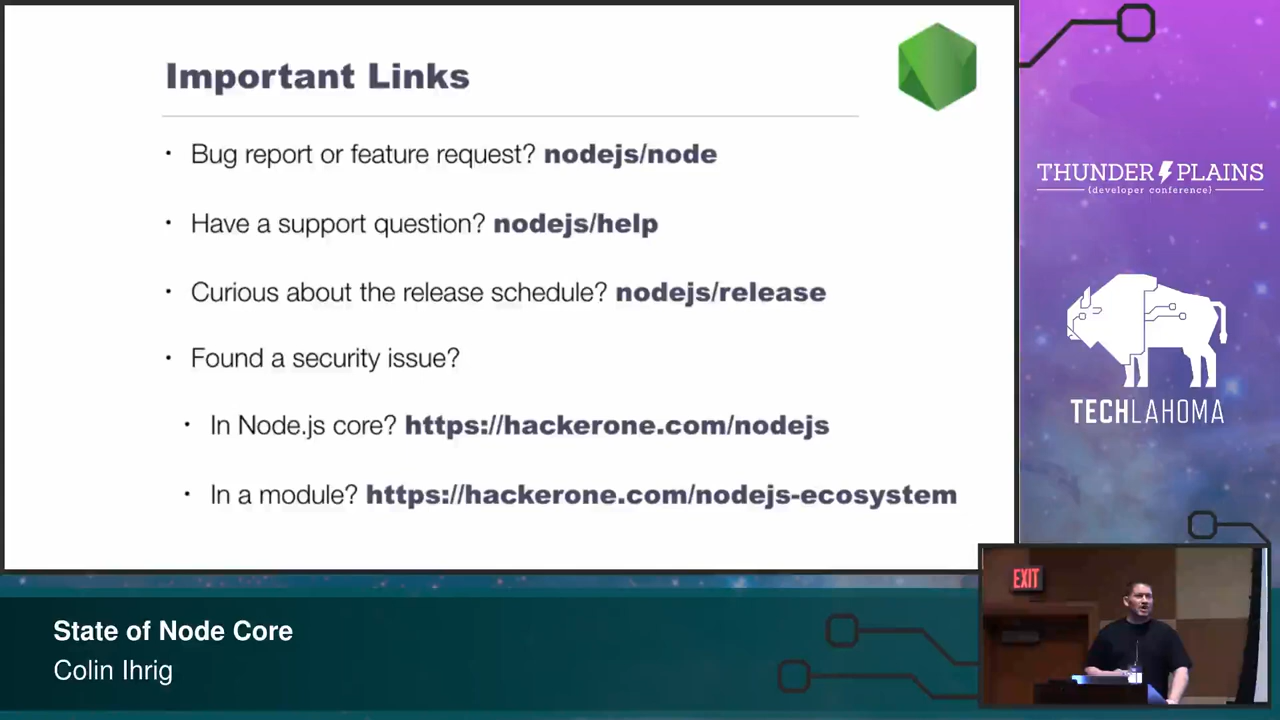 Important Links
• Bug report or feature request? nodejs/node
• Have a support question? nodejs/help
• Curious about the release schedule? nodejs/release
• Found a security issue?
• In Node.js core? https://hackerone.com/nodejs
• In a module? https://hackerone.com/nodejs-ecosystem
THUNDER PLAINS
{developer conference}
TECHLAHOMA
EXIT
State of Node Core
Colin Ihrig